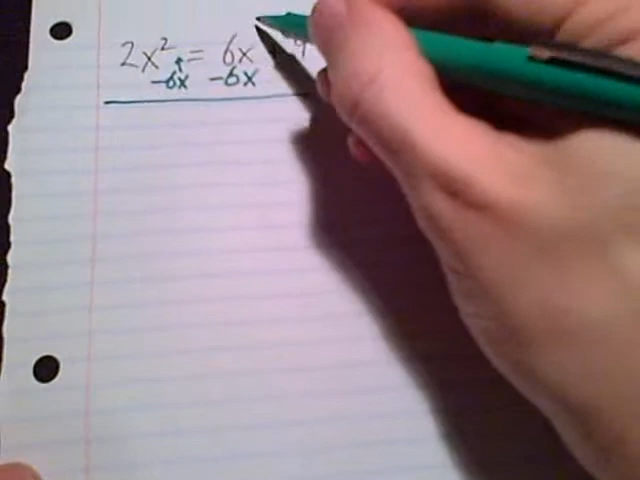 2x² = 6x
-6x -6x